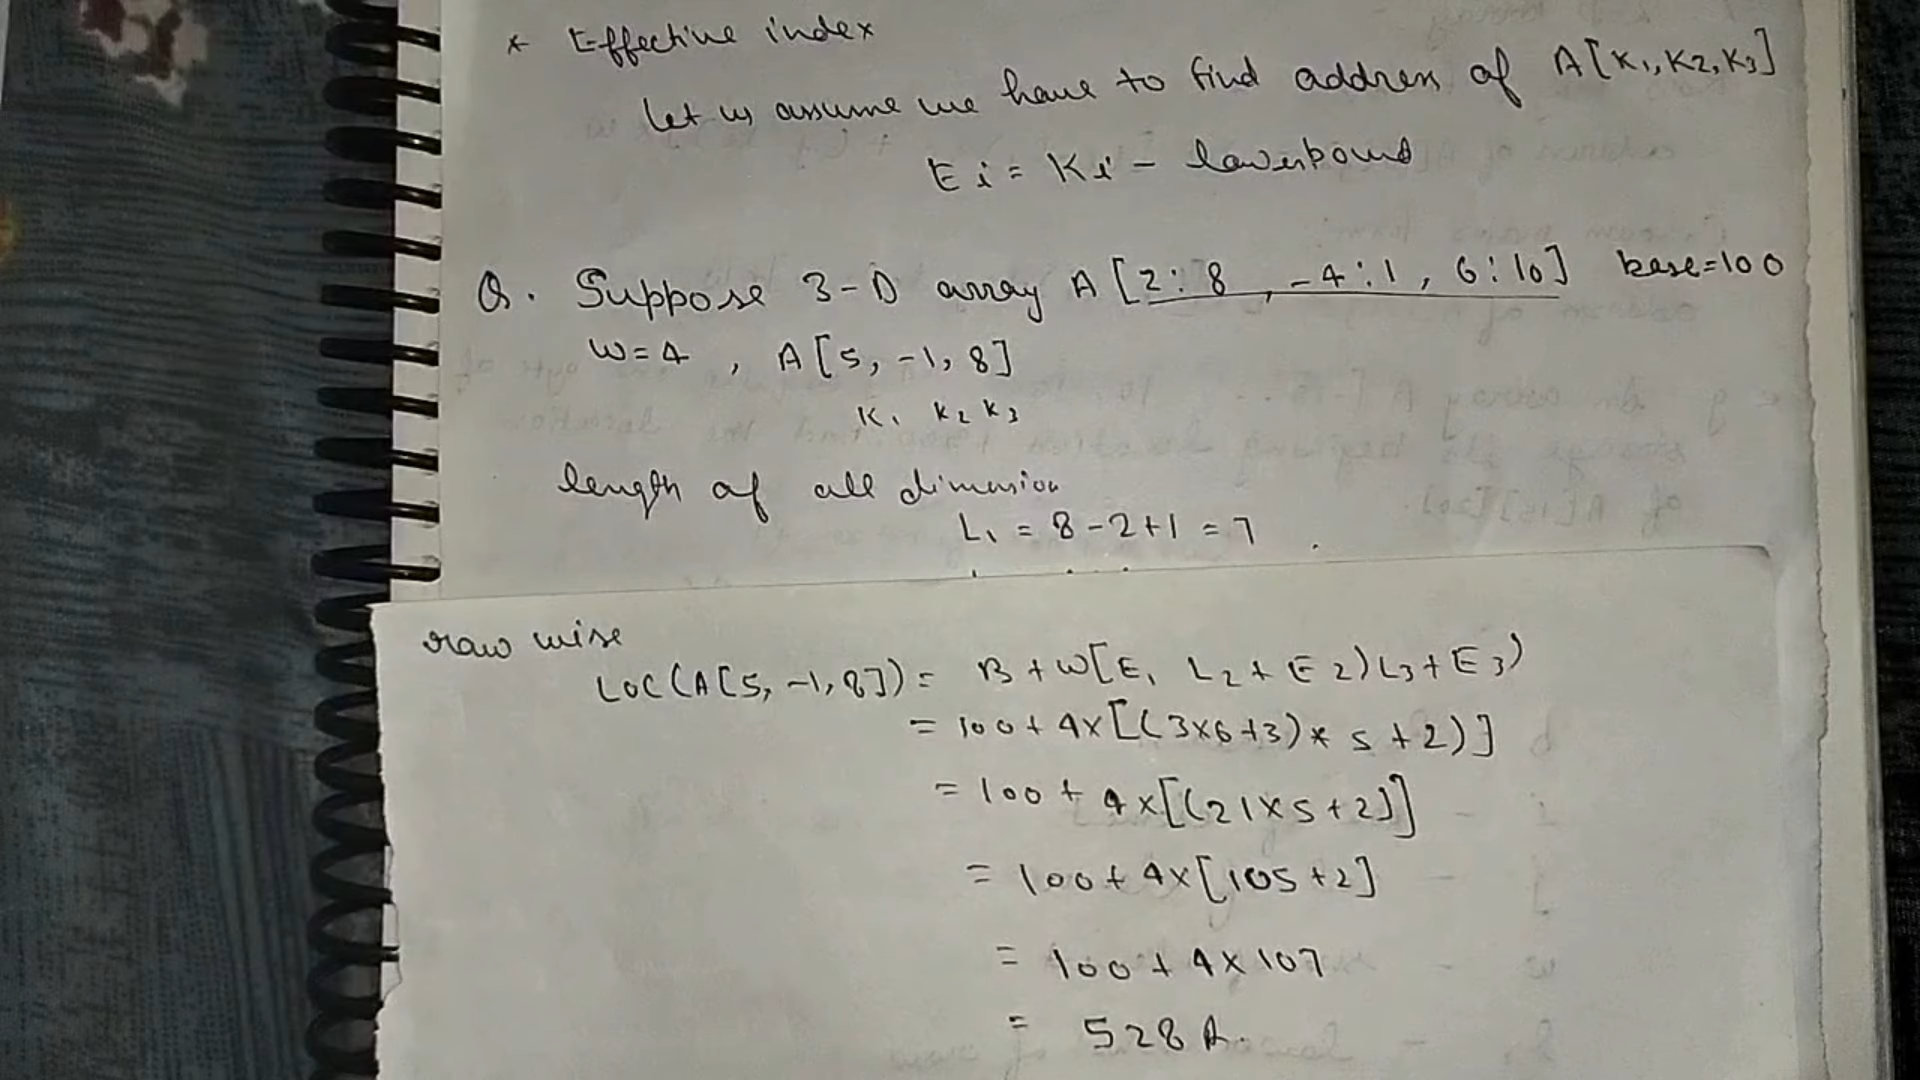 * Effective index
Let us assume we have to find address of A[K1, K2, K3]
Ei = Ki - lowerbound
Q. Suppose 3-D array A [2:8, -4:1, 6:10] base=100
W=4, A[5, -1, 8]
K1 K2 K3
length of all dimension
L1 = 8-2+1 = 7
row wise
LOC(A[5, -1, 8]) = B + W[E1 L2 + E2) L3 + E3)
= 100 + 4x[(3x6+3)* 5 + 2)]
= 100 + 4x[(21x5+2)]
= 100 + 4x[105+2]
= 100 + 4x107
= 528 A.